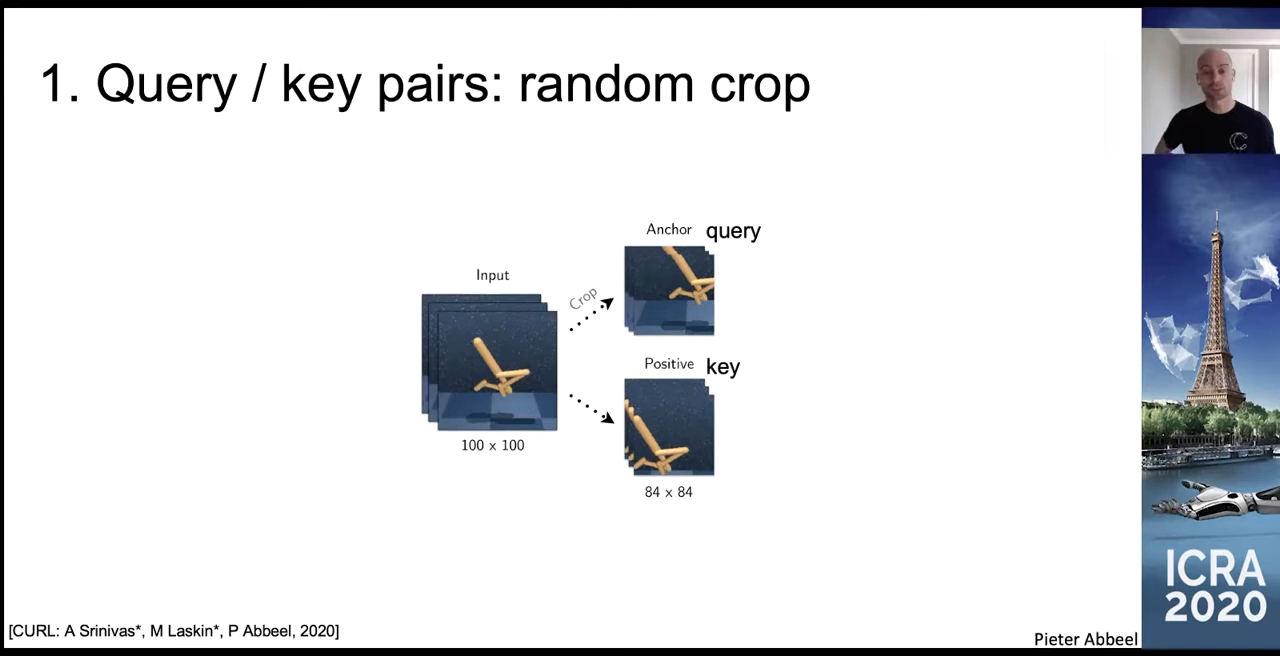 1. Query / key pairs: random crop
Anchor query
Input
Crop
Positive key
100 x 100
84 x 84
[CURL: A Srinivas*, M Laskin*, P Abbeel, 2020]
Pieter Abbeel
ICRA
2020